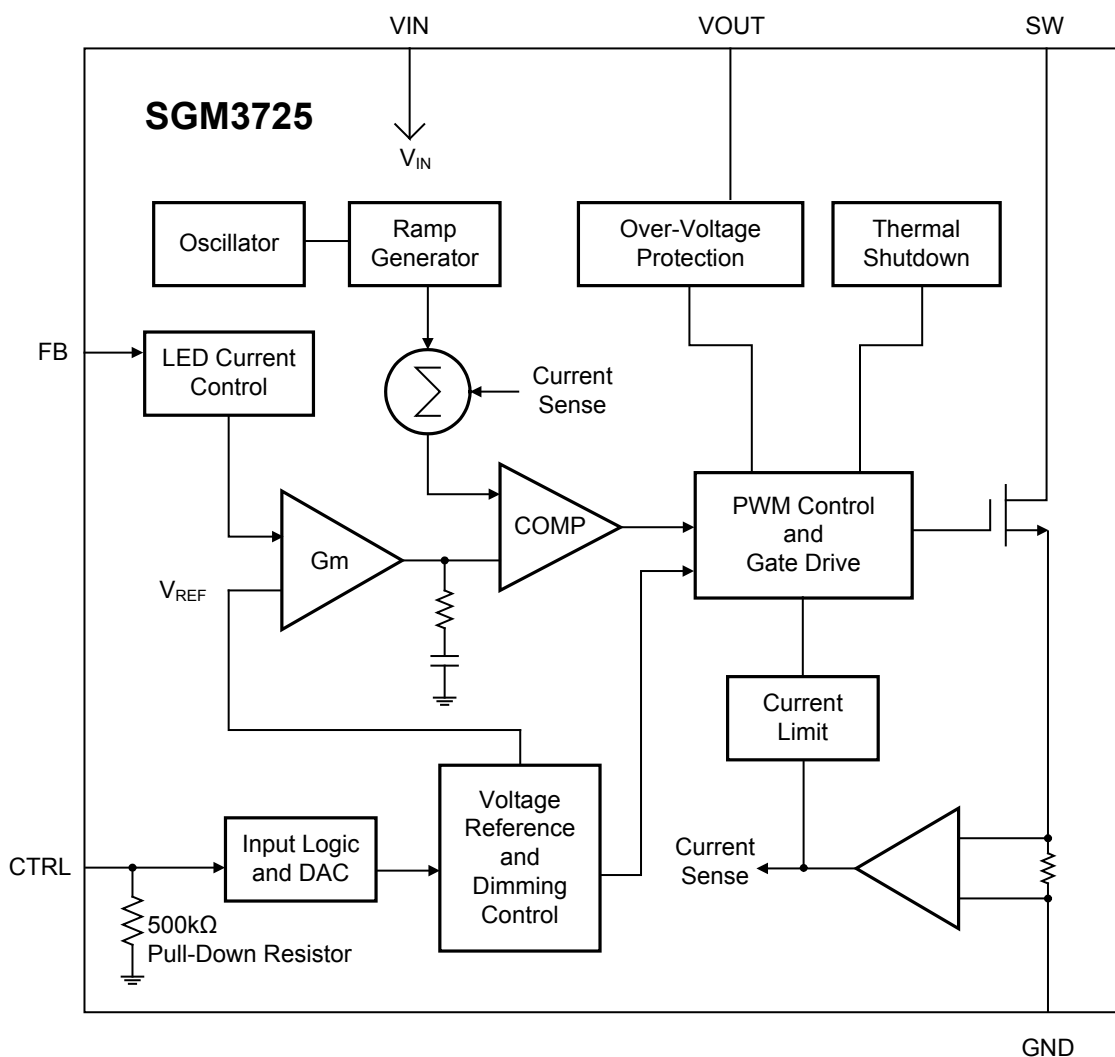 VIN
VOUT
SW
SGM3725
VIN
Oscillator
Ramp
Generator
Over-Voltage
Protection
Thermal
Shutdown
FB
LED Current
Control
Σ
Current
Sense
COMP
PWM Control
and
Gate Drive
Gm
VREF
Current
Limit
Voltage
Reference
and
Dimming
Control
Input Logic
and DAC
CTRL
Current
Sense
500kΩ
Pull-Down Resistor
GND